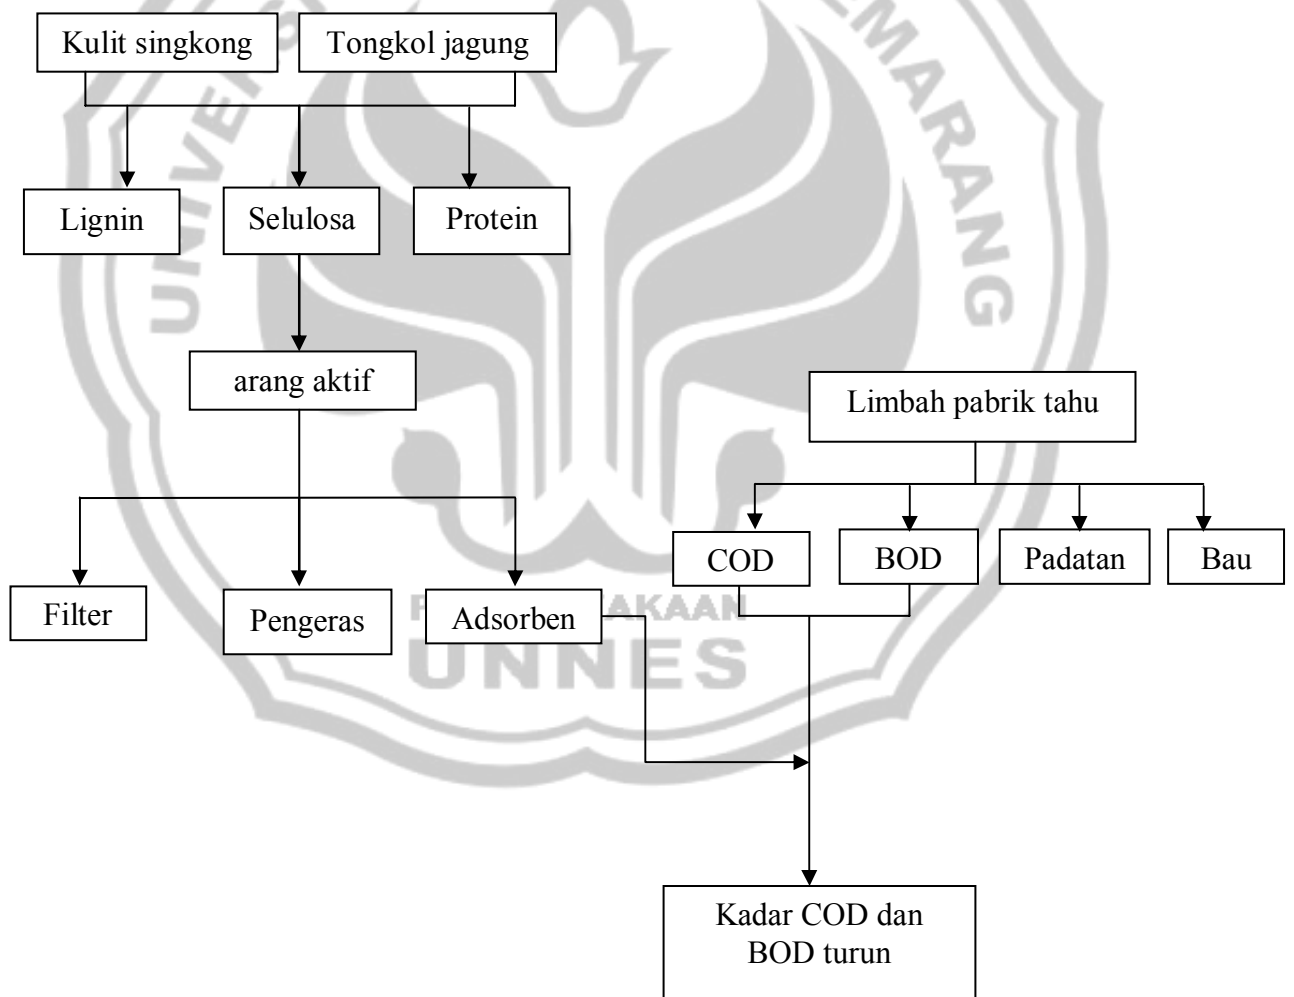 Kulit singkong
Tongkol jagung
Lignin
Selulosa
Protein
arang aktif
Limbah pabrik tahu
COD
BOD
Padatan
Bau
Filter
Pengeras
Adsorben
Kadar COD dan
BOD turun
UNNES